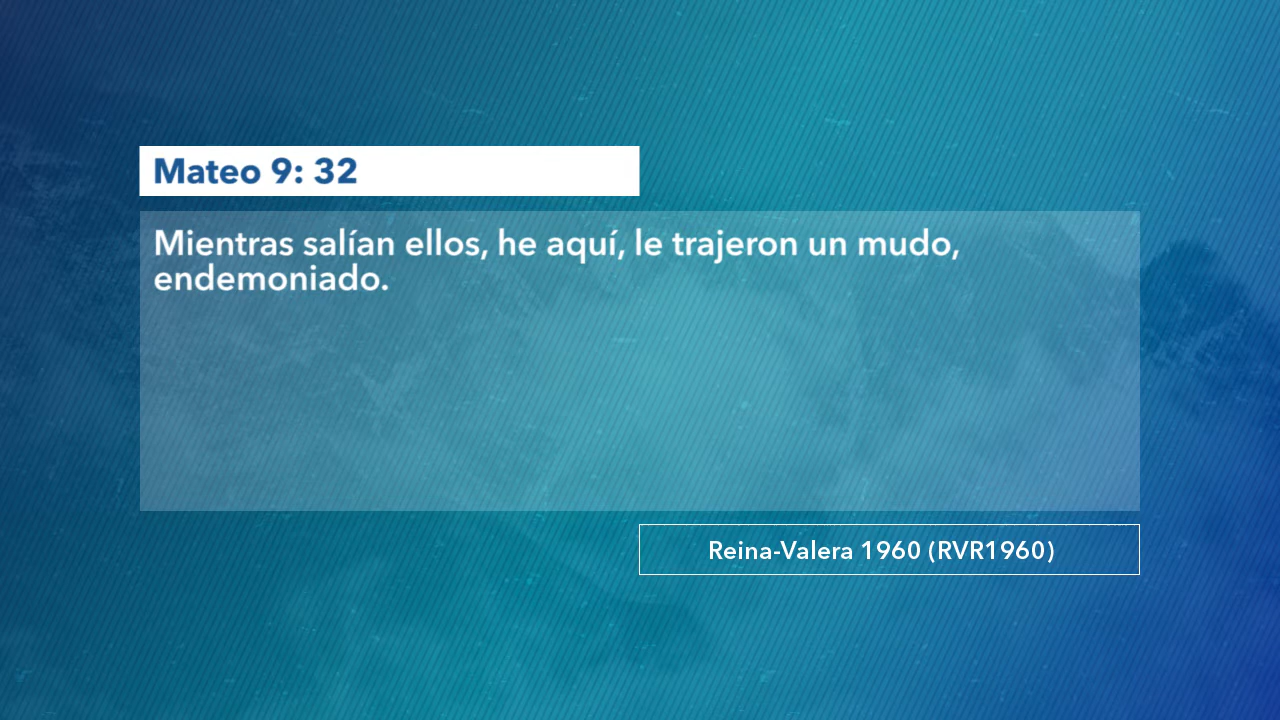 Mateo 9: 32
Mientras salían ellos, he aquí, le trajeron un mudo,
endemoniado.
Reina-Valera 1960 (RVR1960)